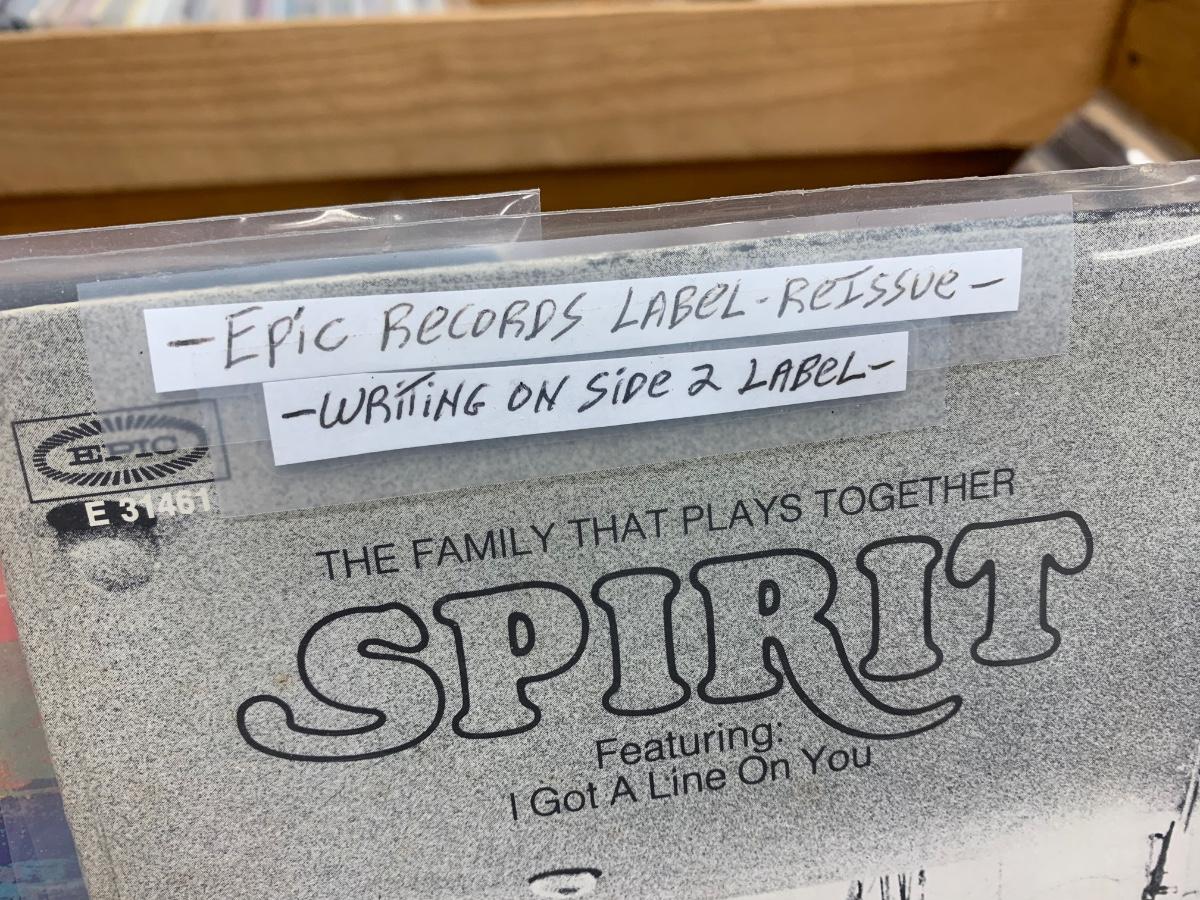 -EPiC RECORDS LABEL-REISSUE-
-WRITING ON SiDE 2 LABEL-
EPIC
E 31461
THE FAMILY THAT PLAYS TOGETHER
SPIRIT
Featuring:
I Got A Line On You